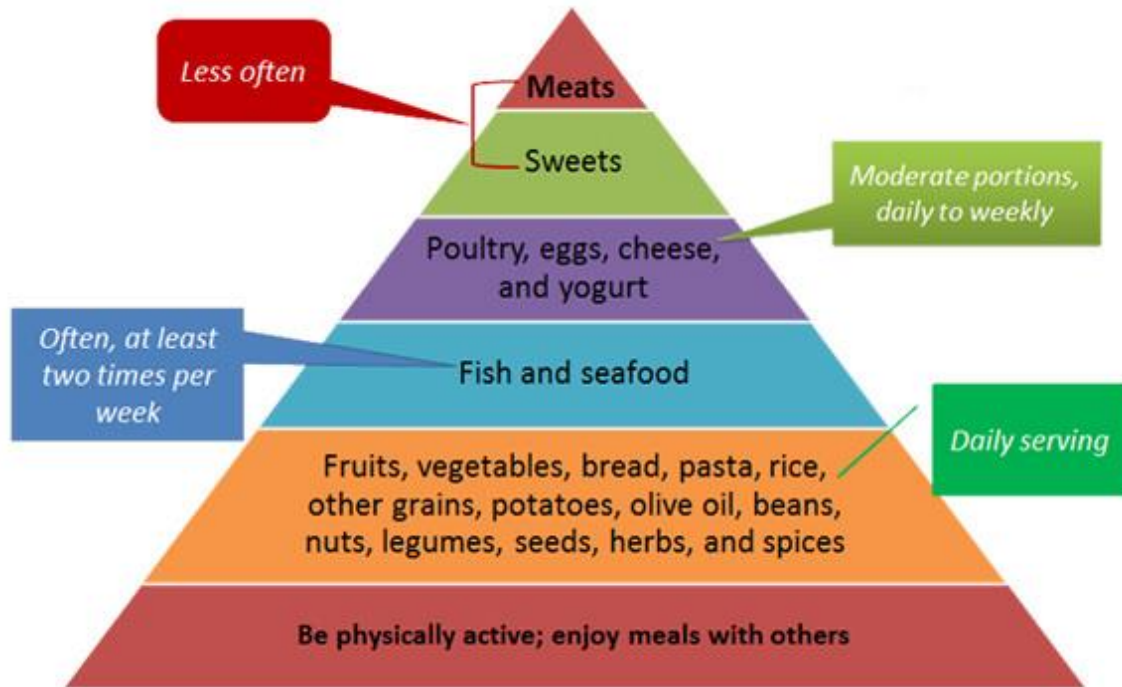 Less often
Meats
Sweets
Moderate portions,
daily to weekly
Poultry, eggs, cheese,
and yogurt
Often, at least
two times per
week
Fish and seafood
Daily serving
Fruits, vegetables, bread, pasta, rice,
other grains, potatoes, olive oil, beans,
nuts, legumes, seeds, herbs, and spices
Be physically active; enjoy meals with others